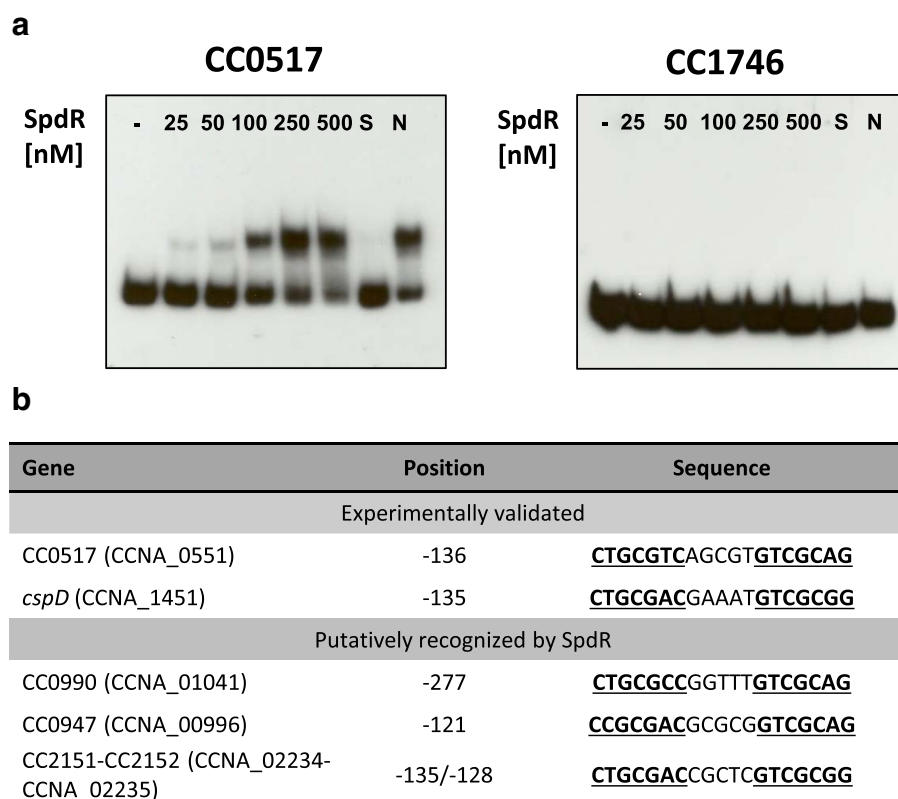 a
CC0517
CC1746
SpdR
[nM]
- 25 50 100 250 500 S N
SpdR
[nM]
- 25 50 100 250 500 S N
b
Gene Position Sequence
Experimentally validated
CC0517 (CCNA_0551) -136 CTGCGTCAGCGTGTCGCAG
cspD (CCNA_1451) -135 CTGCGACGAAATGTCGCGG
Putatively recognized by SpdR
CC0990 (CCNA_01041) -277 CTGCGCCGGTTTGTCGCAG
CC0947 (CCNA_00996) -121 CCGCGACGCGCGGTCGCAG
CC2151-CC2152 (CCNA_02234-
CCNA_02235) -135/-128 CTGCGACCGCTCGTCGCGG